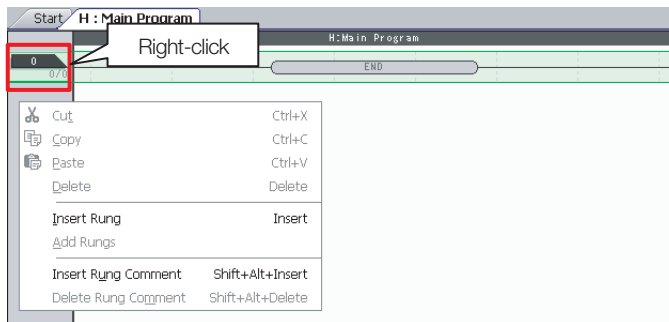 Start H : Main Program
Right-click
H:Main Program
0
0/0
END
Cut Ctrl+X
Copy Ctrl+C
Paste Ctrl+V
Delete Delete
Insert Rung Insert
Add Rungs
Insert Rung Comment Shift+Alt+Insert
Delete Rung Comment Shift+Alt+Delete